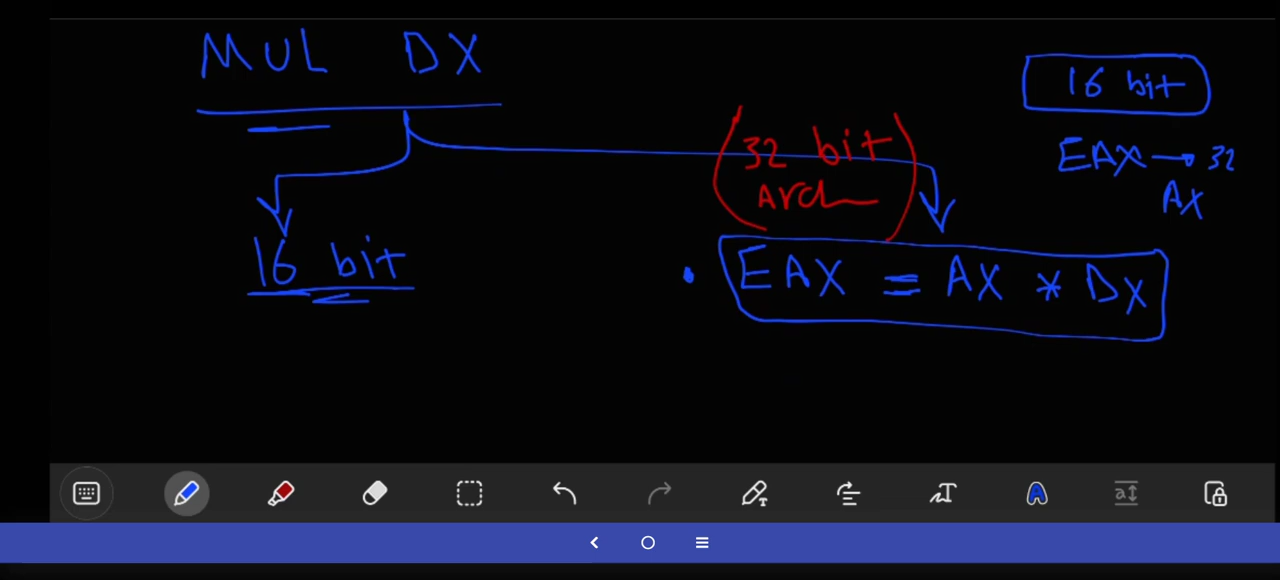 MUL DX
16 bit
32 bit
EAX → 32
Arch
AX
16 bit
EAX = AX * DX